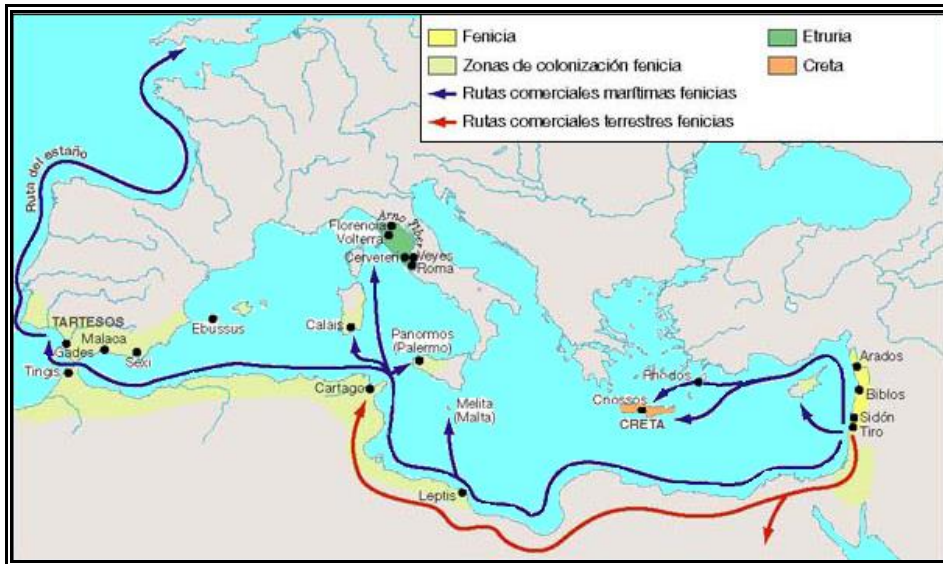 Fenicia
Zonas de colonización fenicia
Rutas comerciales marítimas fenicias
Rutas comerciales terrestres fenicias
Etruria
Creta
Ruta del estaño
Arno
Tiber
Florencia
Volterra
Cerveteri
Veyes
Roma
TARTESOS
Gades
Malaca
Sexi
Tingis
Ebussus
Calais
Panormos
(Palermo)
Cartago
Melita
(Malta)
Leptis
Rhodos
Cnossos
CRETA
Arados
Biblos
Sidón
Tiro